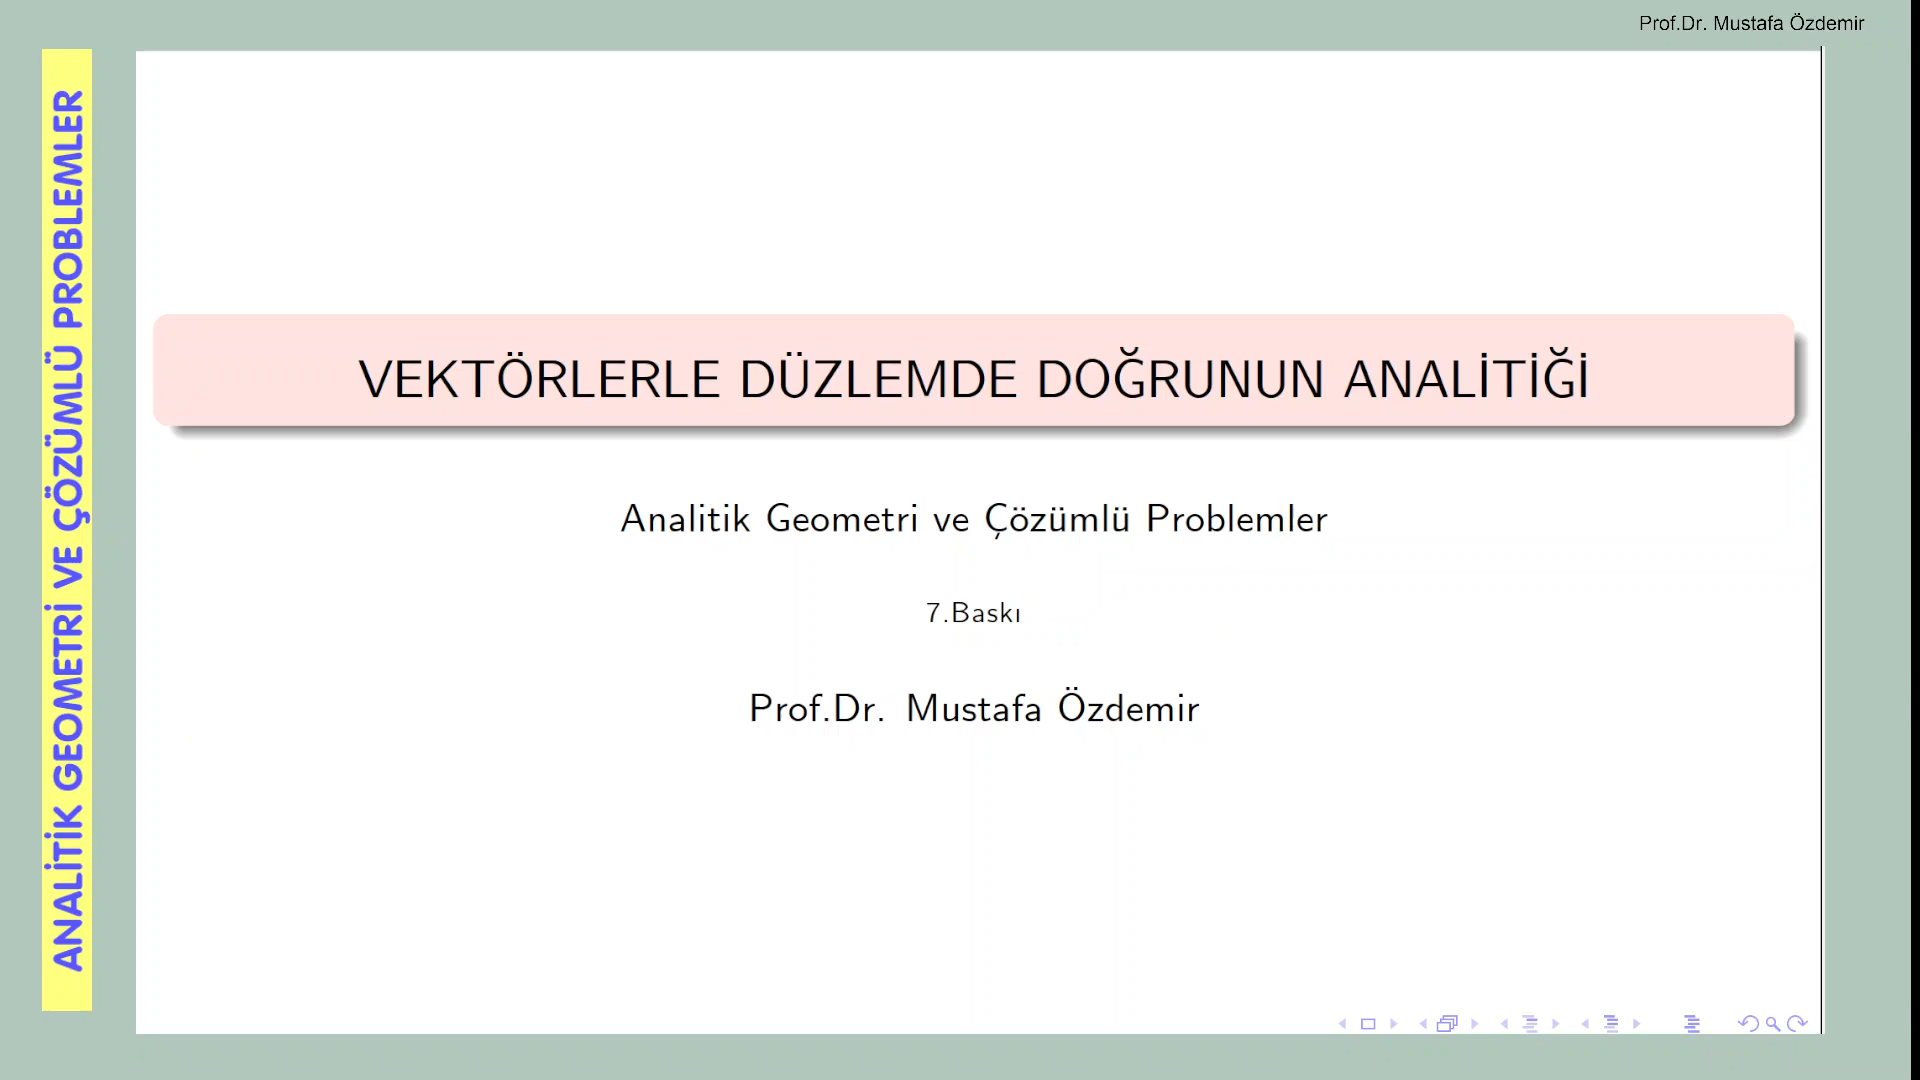 Prof.Dr. Mustafa Özdemir
ANALİTİK GEOMETRİ VE ÇÖZÜMLÜ PROBLEMLER
VEKTÖRLERLE DÜZLEMDE DOĞRUNUN ANALİTİĞİ
Analitik Geometri ve Çözümlü Problemler
7.Baskı
Prof.Dr. Mustafa Özdemir